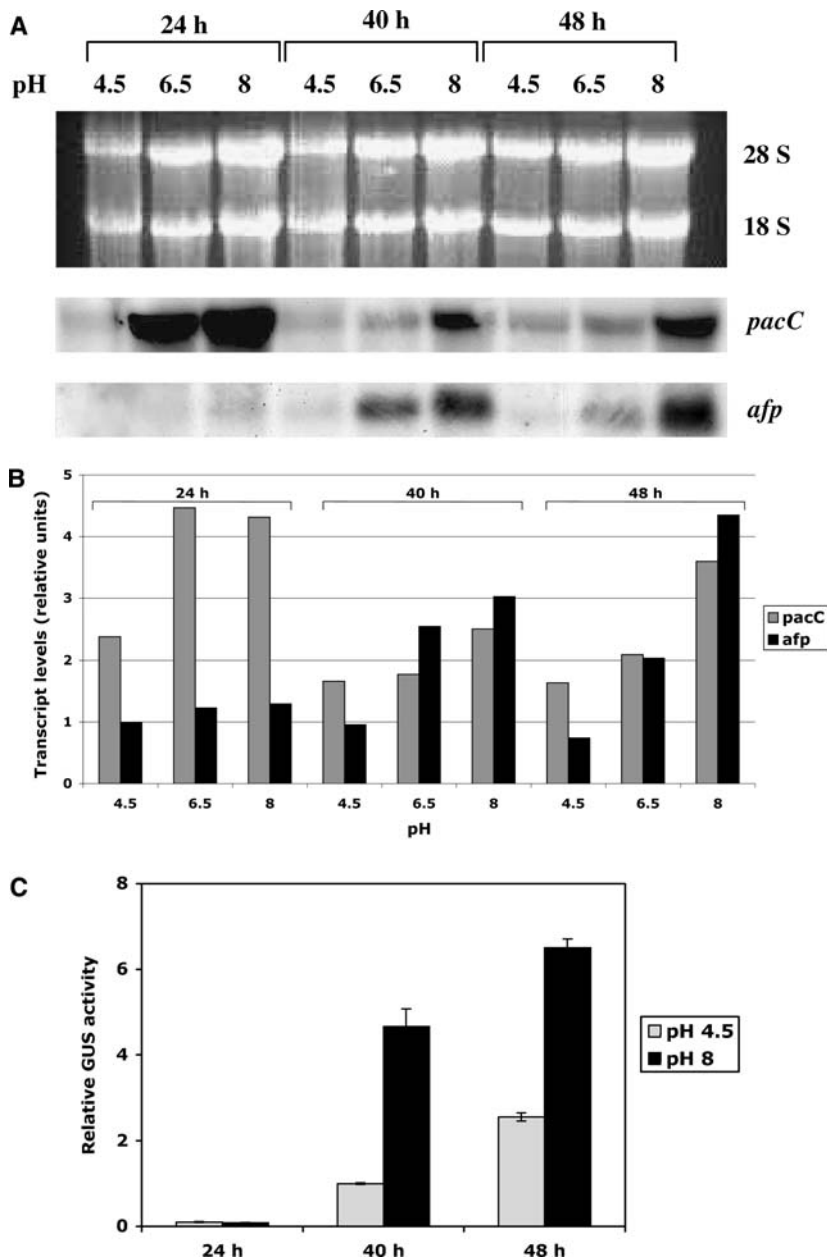 A
24 h 40 h 48 h
pH 4.5 6.5 8 4.5 6.5 8 4.5 6.5 8
28 S
18 S
pacC
afp
B
Transcript levels (relative units)
5
4
3
2
1
0
24 h 40 h 48 h
4.5 6.5 8 4.5 6.5 8 4.5 6.5 8
pH
pacC
afp
C
Relative GUS activity
8
6
4
2
0
24 h 40 h 48 h
pH 4.5
pH 8